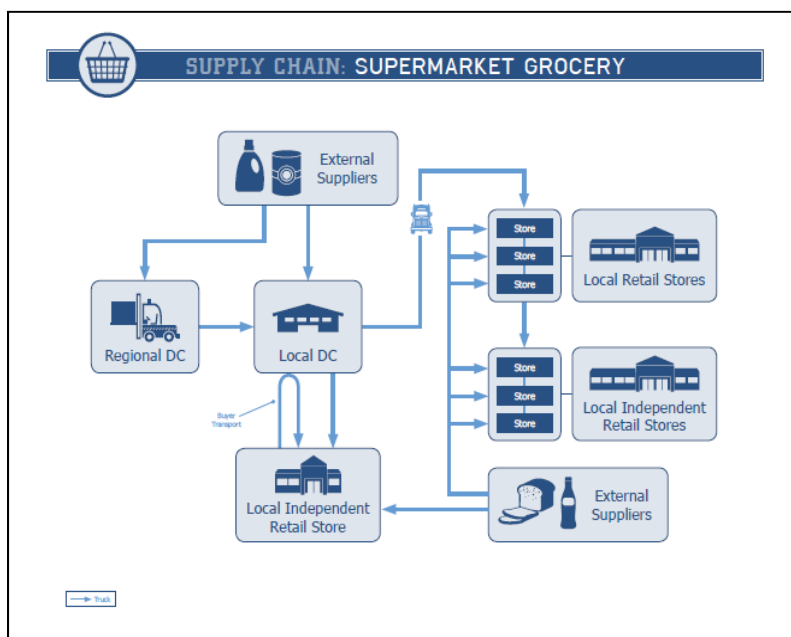 SUPPLY CHAIN: SUPERMARKET GROCERY
External
Suppliers
Store
Store
Store
Local Retail Stores
Regional DC
Local DC
Store
Store
Store
Local Independent
Retail Stores
Buyer
Transport
Local Independent
Retail Store
External
Suppliers
Truck